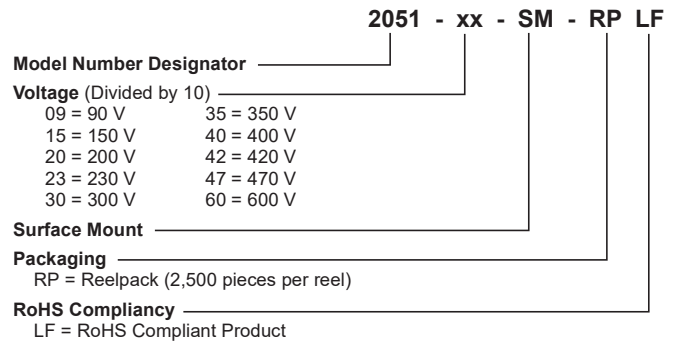 2051 - xx - SM - RP LF
Model Number Designator
Voltage (Divided by 10)
09 = 90 V 35 = 350 V
15 = 150 V 40 = 400 V
20 = 200 V 42 = 420 V
23 = 230 V 47 = 470 V
30 = 300 V 60 = 600 V
Surface Mount
Packaging
RP = Reelpack (2,500 pieces per reel)
RoHS Compliancy
LF = RoHS Compliant Product